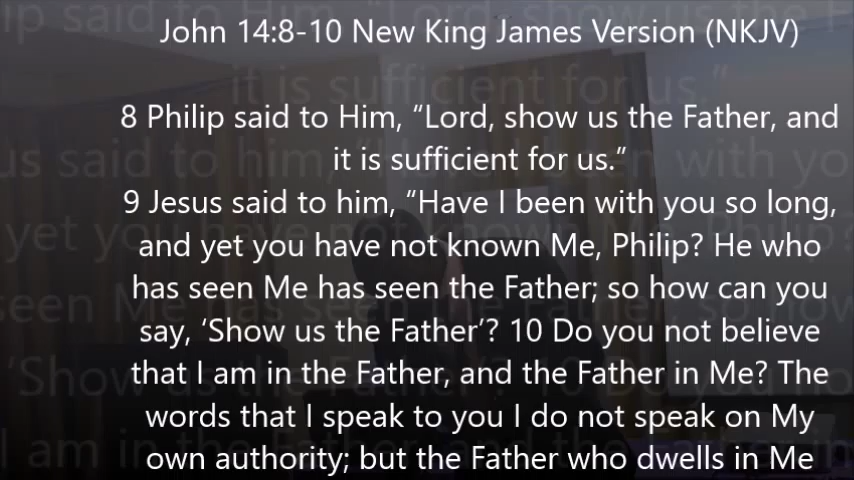 John 14:8-10 New King James Version (NKJV)
8 Philip said to Him, “Lord, show us the Father, and
it is sufficient for us.”
9 Jesus said to him, “Have I been with you so long,
and yet you have not known Me, Philip? He who
has seen Me has seen the Father; so how can you
say, ‘Show us the Father’? 10 Do you not believe
that I am in the Father, and the Father in Me? The
words that I speak to you I do not speak on My
own authority; but the Father who dwells in Me